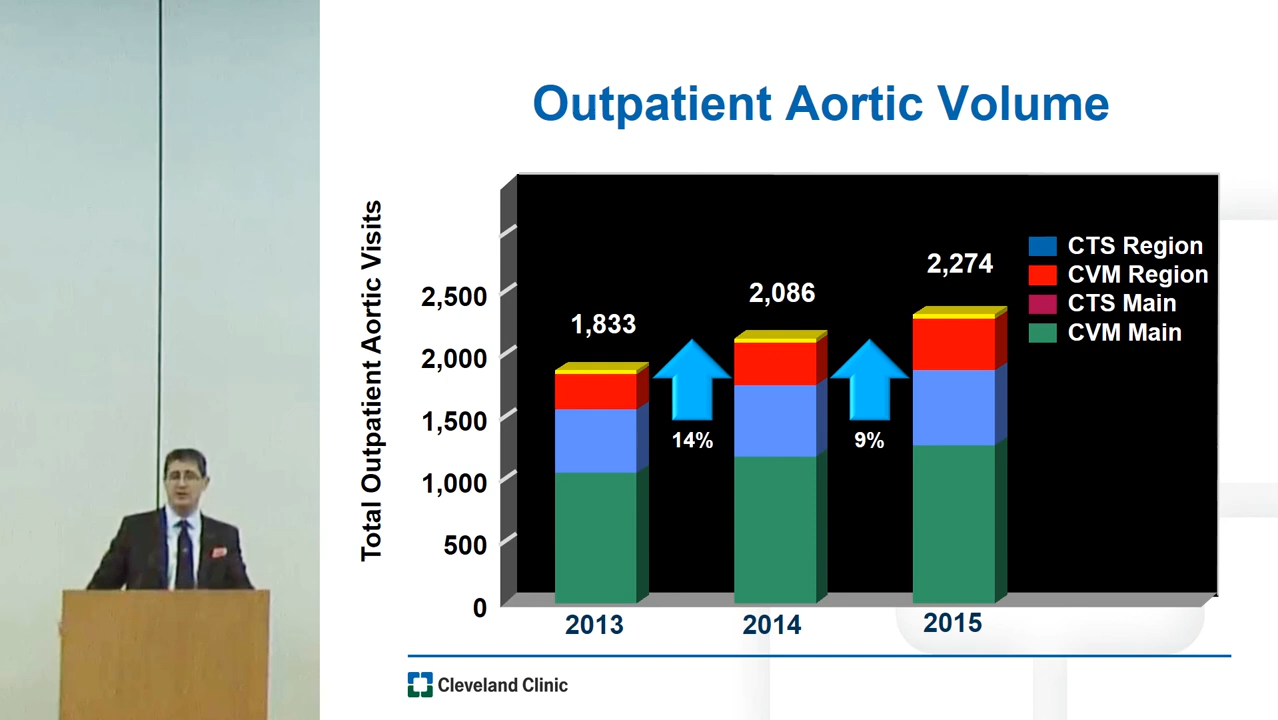 Outpatient Aortic Volume
Total Outpatient Aortic Visits
2,500
2,000
1,500
1,000
500
0
1,833
2,086
2,274
14%
9%
CTS Region
CVM Region
CTS Main
CVM Main
2013
2014
2015
Cleveland Clinic